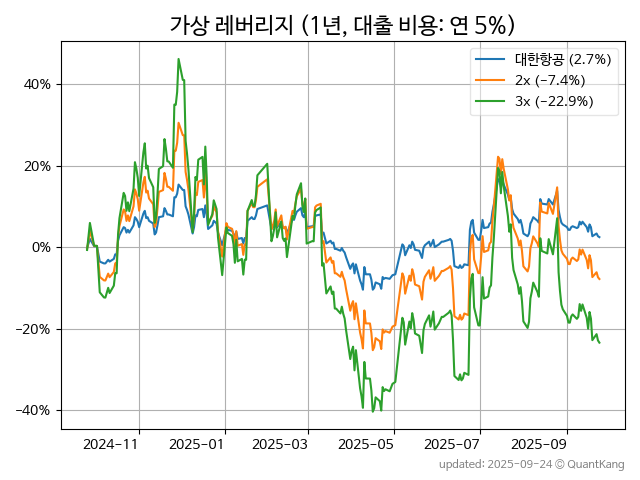 가상 레버리지 (1년, 대출 비용: 연 5%)
대한항공 (2.7%)
2x (−7.4%)
3x (−22.9%)
40%
20%
0%
−20%
−40%
2024-11
2025-01
2025-03
2025-05
2025-07
2025-09
updated: 2025-09-24 © QuantKang